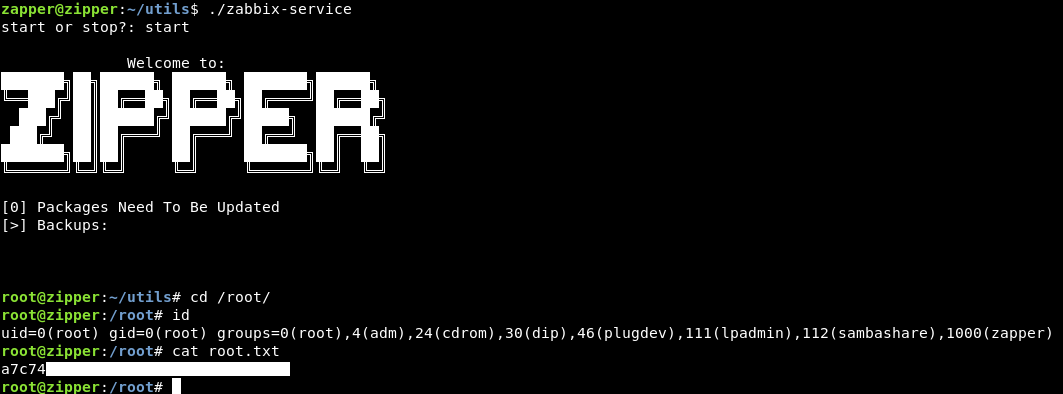 zapper@zipper:~/utils$ ./zabbix-service
start or stop?: start
Welcome to:
ZIPPER
[0] Packages Need To Be Updated
[>] Backups:
root@zipper:~/utils# cd /root/
root@zipper:/root# id
uid=0(root) gid=0(root) groups=0(root),4(adm),24(cdrom),30(dip),46(plugdev),111(lpadmin),112(sambashare),1000(zapper)
root@zipper:/root# cat root.txt
a7c74
root@zipper:/root#